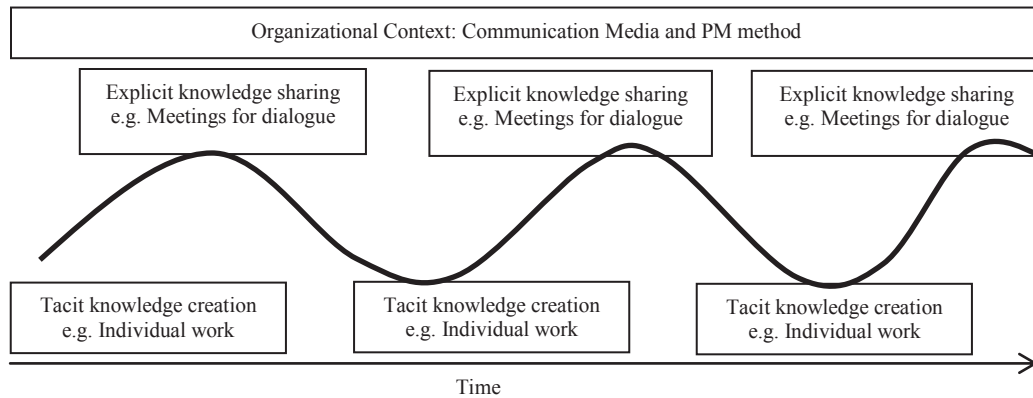 Organizational Context: Communication Media and PM method
Explicit knowledge sharing
e.g. Meetings for dialogue
Explicit knowledge sharing
e.g. Meetings for dialogue
Explicit knowledge sharing
e.g. Meetings for dialogue
Tacit knowledge creation
e.g. Individual work
Tacit knowledge creation
e.g. Individual work
Tacit knowledge creation
e.g. Individual work
Time